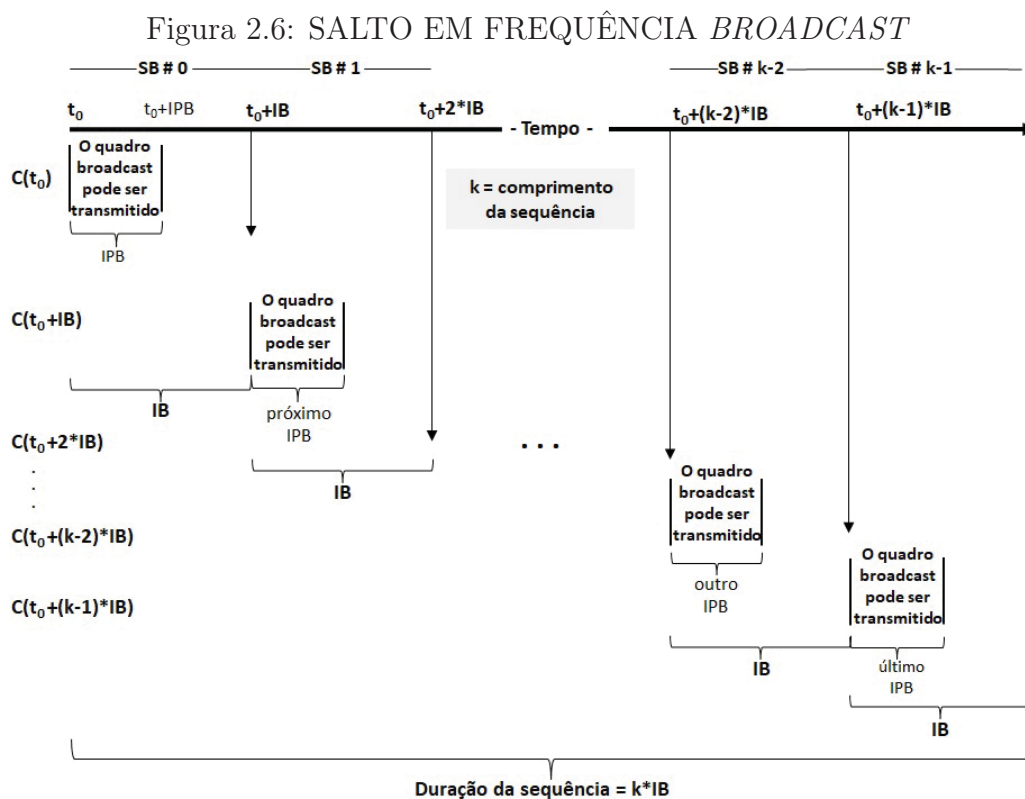 Figura 2.6: SALTO EM FREQUÊNCIA BROADCAST
SB # 0
SB # 1
SB # k-2
SB # k-1
t0
t0+IPB
t0+IB
t0+2*IB
- Tempo -
t0+(k-2)*IB
t0+(k-1)*IB
C(t0)
O quadro
broadcast
pode ser
transmitido
IPB
k = comprimento
da sequência
C(t0+IB)
O quadro
broadcast
pode ser
transmitido
IB
próximo
IPB
C(t0+2*IB)
. . .
IB
.
.
.
O quadro
broadcast
pode ser
transmitido
C(t0+(k-2)*IB)
outro
IPB
O quadro
broadcast
pode ser
transmitido
C(t0+(k-1)*IB)
IB
último
IPB
IB
Duração da sequência = k*IB